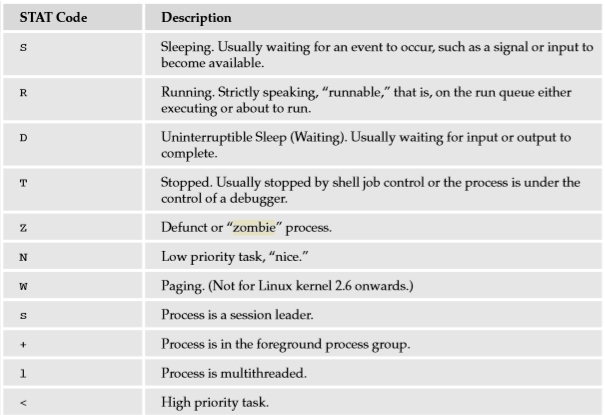 STAT Code Description
S Sleeping. Usually waiting for an event to occur, such as a signal or input to
become available.
R Running. Strictly speaking, “runnable,” that is, on the run queue either
executing or about to run.
D Uninterruptible Sleep (Waiting). Usually waiting for input or output to
complete.
T Stopped. Usually stopped by shell job control or the process is under the
control of a debugger.
Z Defunct or “zombie” process.
N Low priority task, “nice.”
W Paging. (Not for Linux kernel 2.6 onwards.)
s Process is a session leader.
+ Process is in the foreground process group.
l Process is multithreaded.
< High priority task.